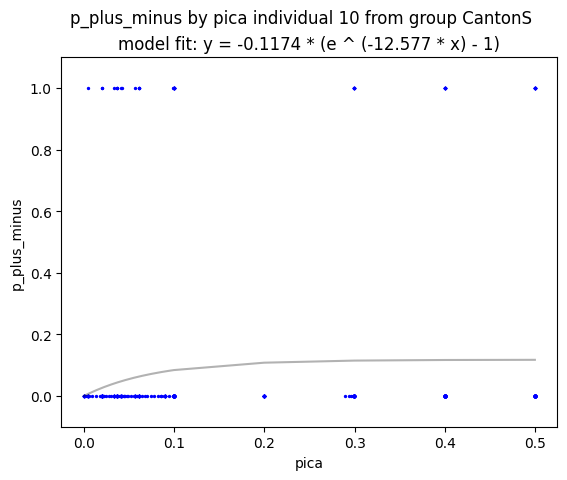 p_plus_minus by pica individual 10 from group CantonS
model fit: y = -0.1174 * (e ^ (-12.577 * x) - 1)
1.0
0.8
0.6
0.4
0.2
0.0
p_plus_minus
0.0 0.1 0.2 0.3 0.4 0.5
pica